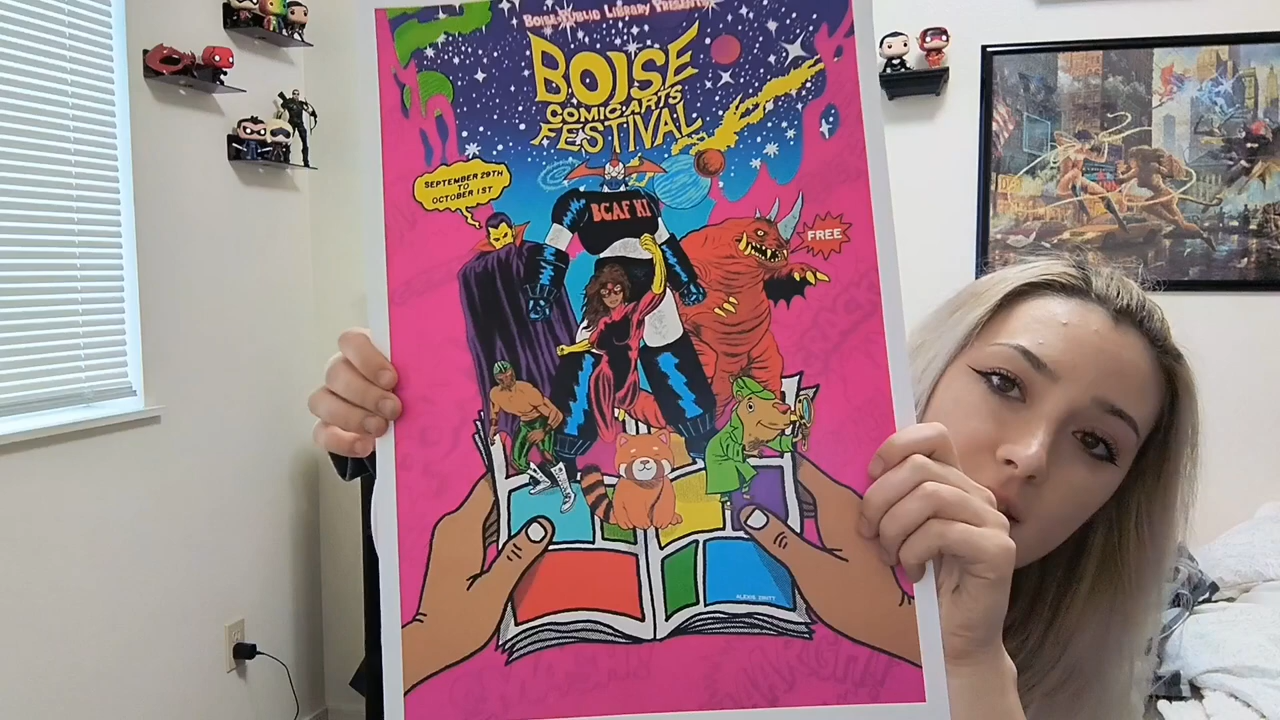 BOISE PUBLIC LIBRARY PRESENTS
BOISE
COMIC ARTS
FESTIVAL
SEPTEMBER 29TH
TO
OCTOBER 1ST
BCAF XI
FREE